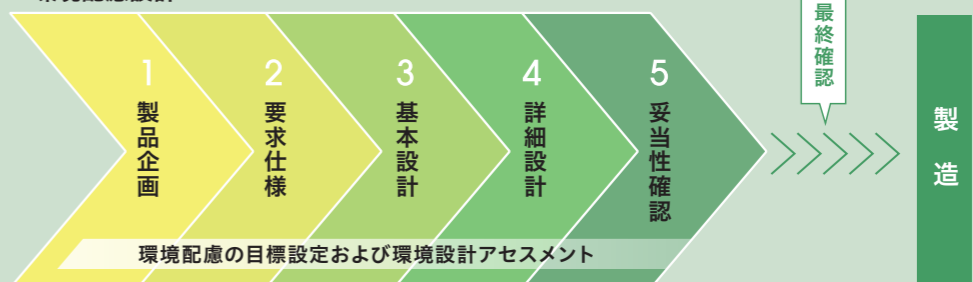 1
製品企画
2
要求仕様
3
基本設計
4
詳細設計
5
妥当性確認
環境配慮の目標設定および環境設計アセスメント
最終確認
製造